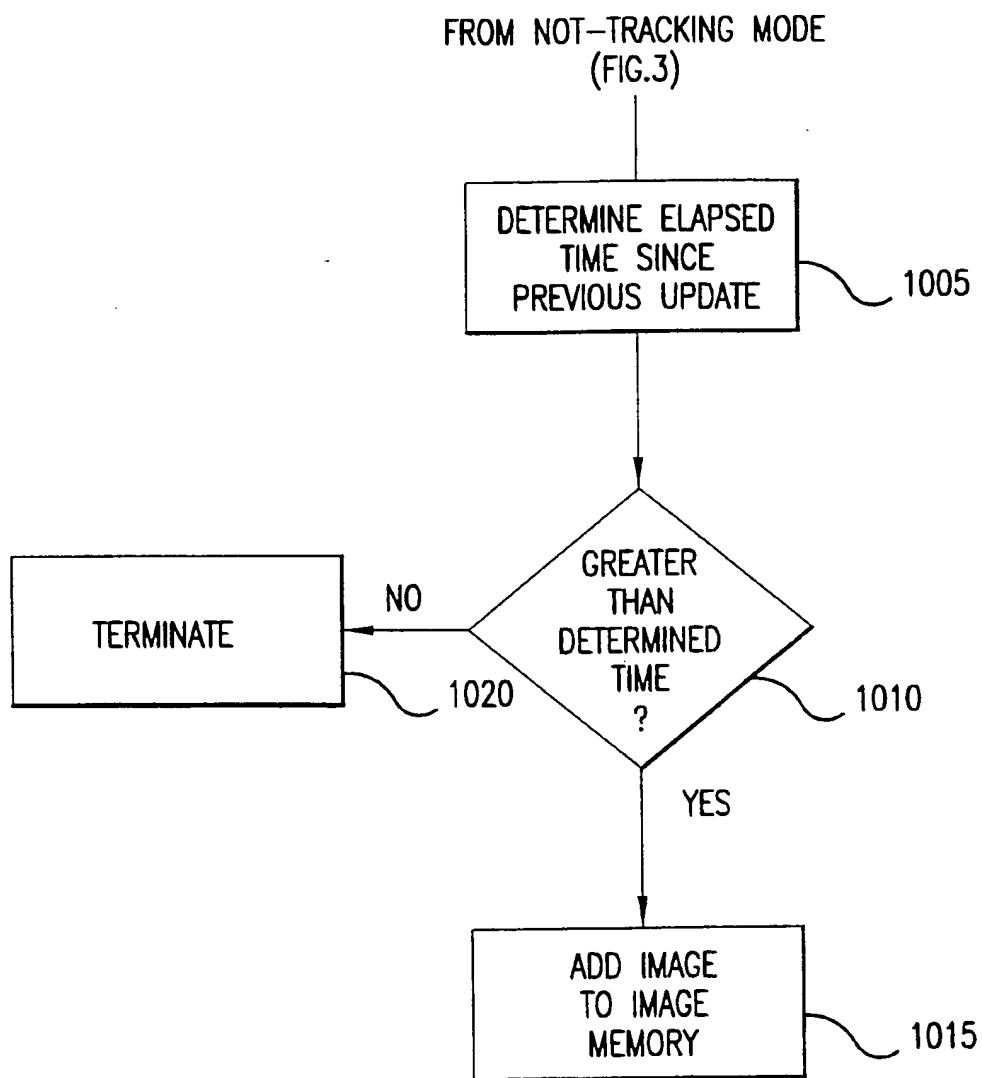 FROM NOT-TRACKING MODE
(FIG.3)
DETERMINE ELAPSED
TIME SINCE
PREVIOUS UPDATE
1005
GREATER
THAN
DETERMINED
TIME
?
1010
NO
TERMINATE
1020
YES
ADD IMAGE
TO IMAGE
MEMORY
1015